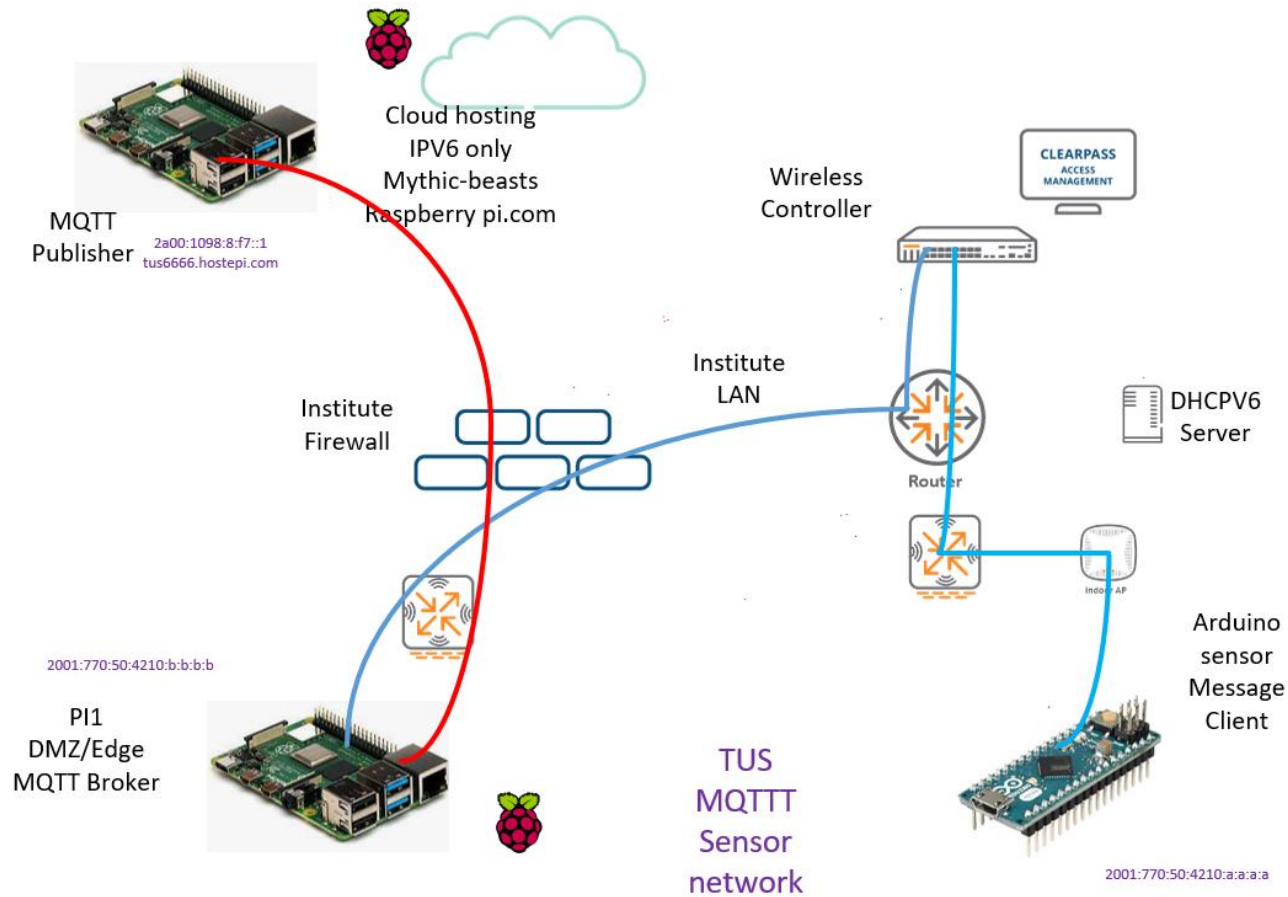 Cloud hosting
IPV6 only
Mythic-beasts
Raspberry pi.com
MQTT
Publisher
2a00:1098:8:f7::1
tus6666.hostepi.com
Wireless
Controller
CLEARPASS
ACCESS
MANAGEMENT
Institute
Firewall
Institute
LAN
Router
DHCPV6
Server
Indoor AP
Arduino
sensor
Message
Client
2001:770:50:4210:a:a:a:a
2001:770:50:4210:b:b:b:b
PI1
DMZ/Edge
MQTT Broker
TUS
MQTTT
Sensor
network